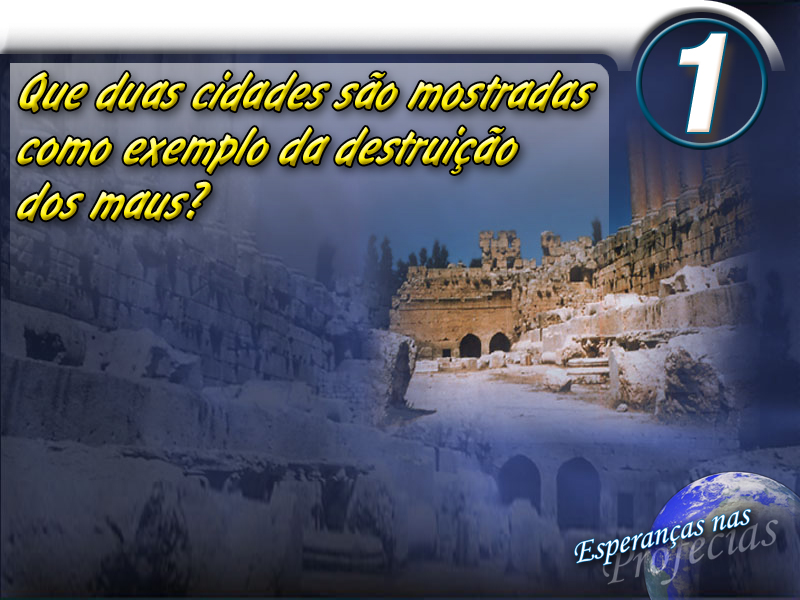 Que duas cidades são mostradas
como exemplo da destruição
dos maus?
1
Esperanças nas
Profecias